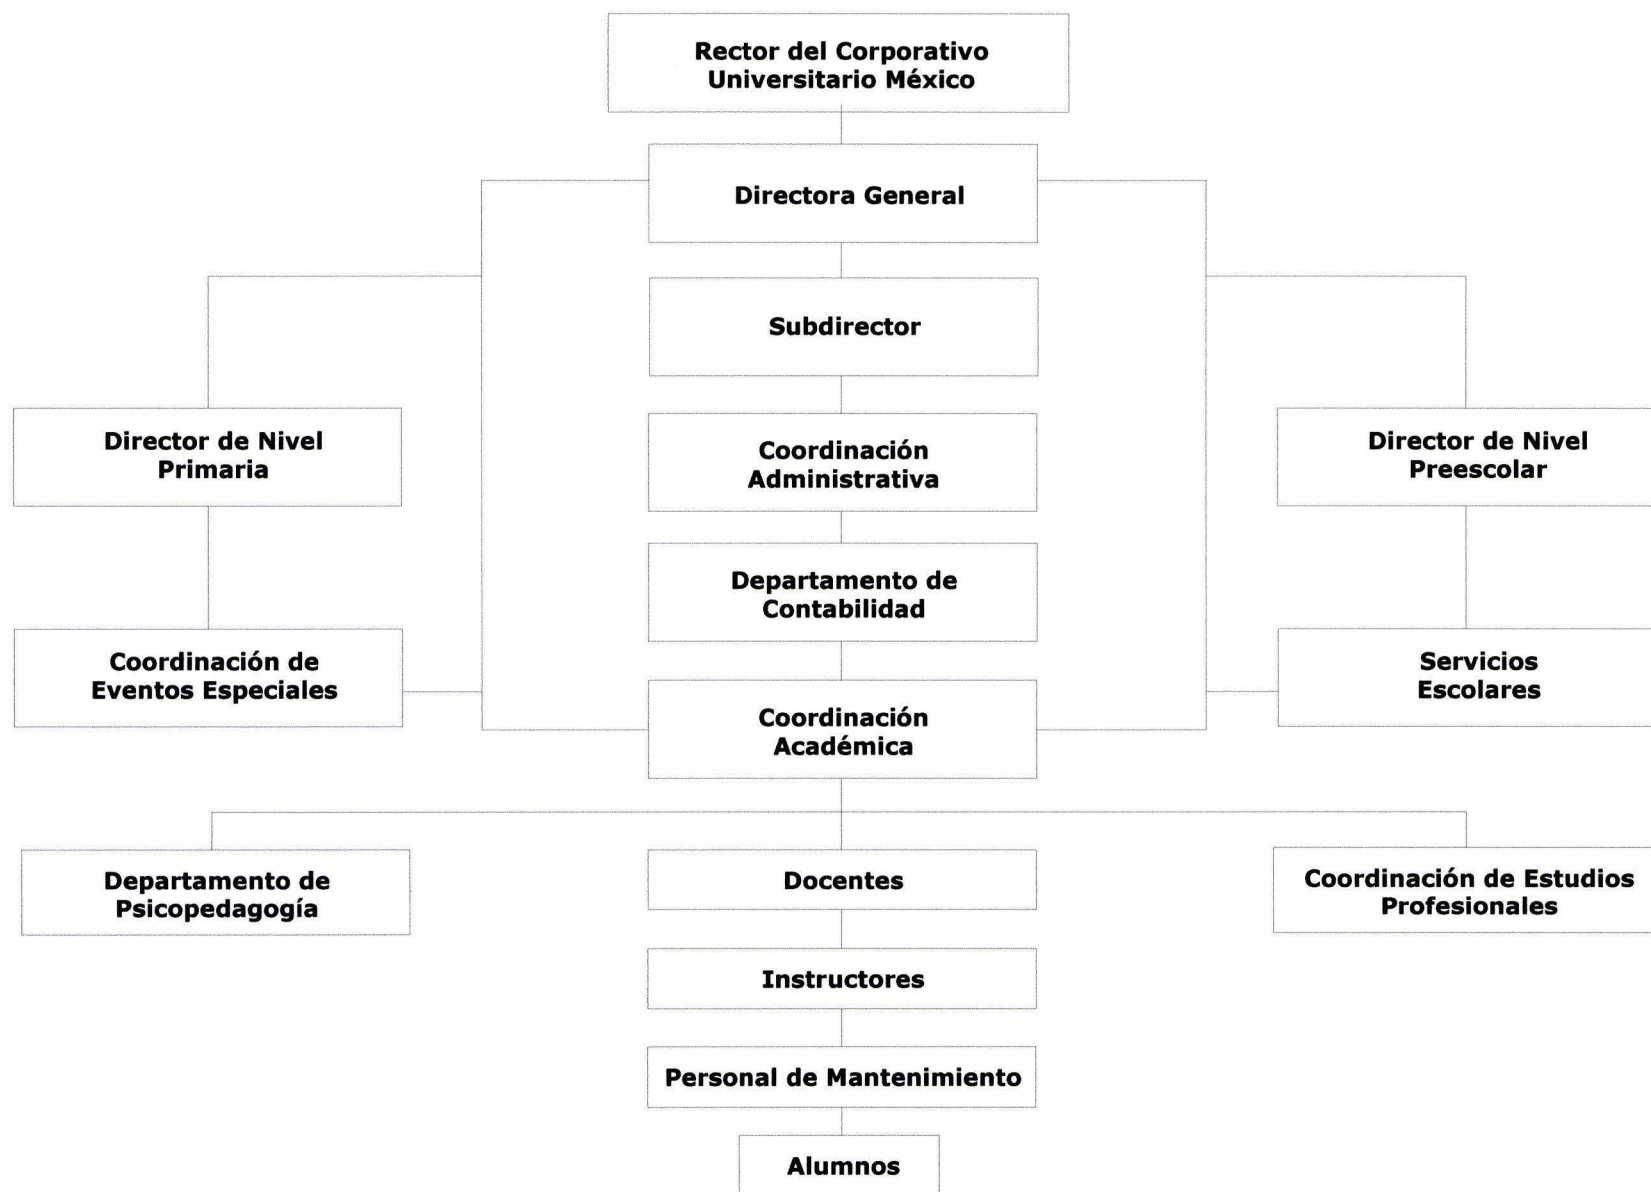 Rector del Corporativo
Universitario México
Directora General
Subdirector
Director de Nivel
Primaria
Coordinación
Administrativa
Director de Nivel
Preescolar
Departamento de
Contabilidad
Coordinación de
Eventos Especiales
Servicios
Escolares
Coordinación
Académica
Departamento de
Psicopedagogía
Docentes
Coordinación de Estudios
Profesionales
Instructores
Personal de Mantenimiento
Alumnos